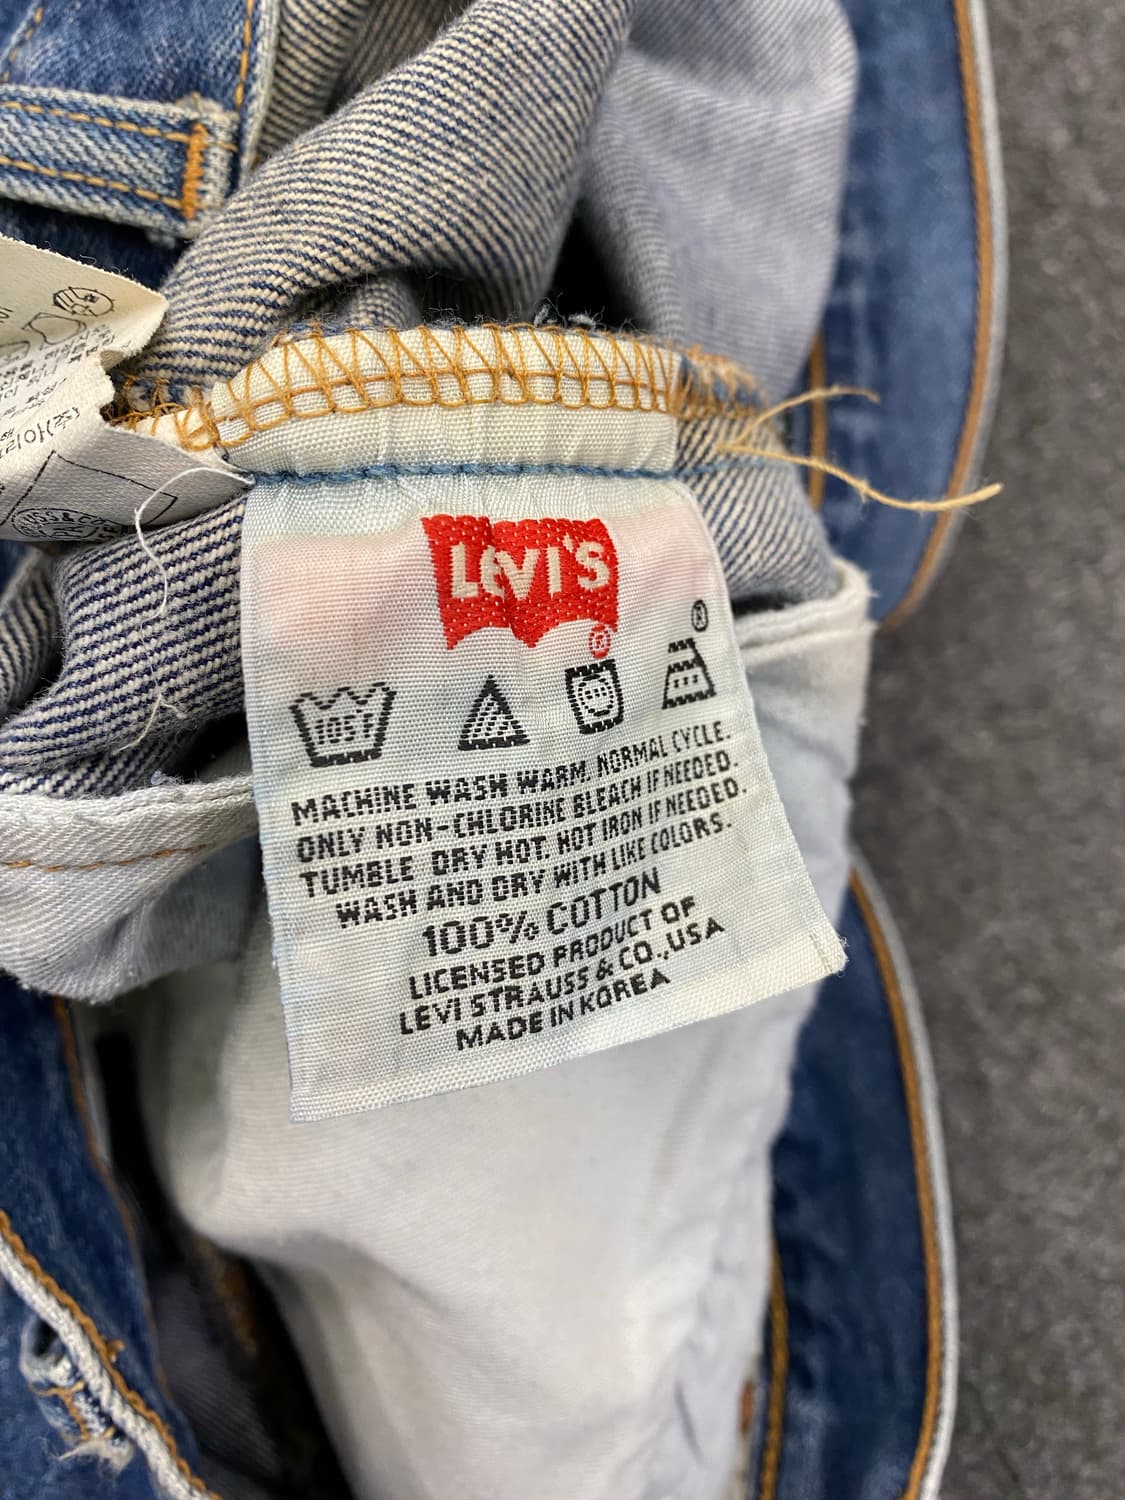 LEVI'S
®
®
105F
MACHINE WASH WARM. NORMAL CYCLE.
ONLY NON-CHLORINE BLEACH IF NEEDED.
TUMBLE DRY HOT. HOT IRON IF NEEDED.
WASH AND DRY WITH LIKE COLORS.
100% COTTON
LICENSED PRODUCT OF
LEVI STRAUSS & CO.,USA
MADE IN KOREA